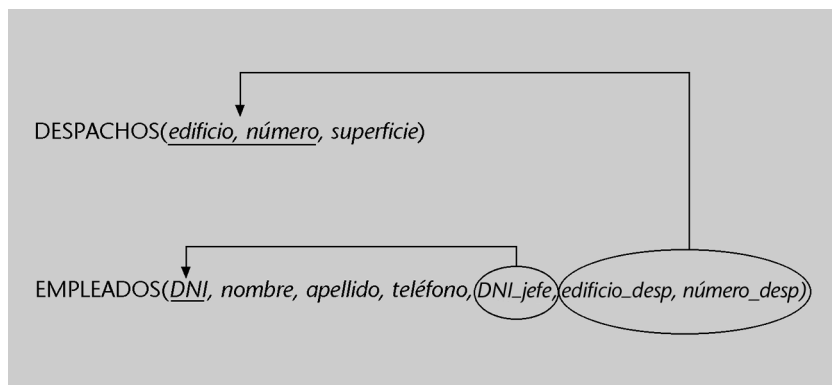 DESPACHOS(edificio, número, superficie)
EMPLEADOS(DNI, nombre, apellido, teléfono, DNI_jefe, edificio_desp, número_desp)